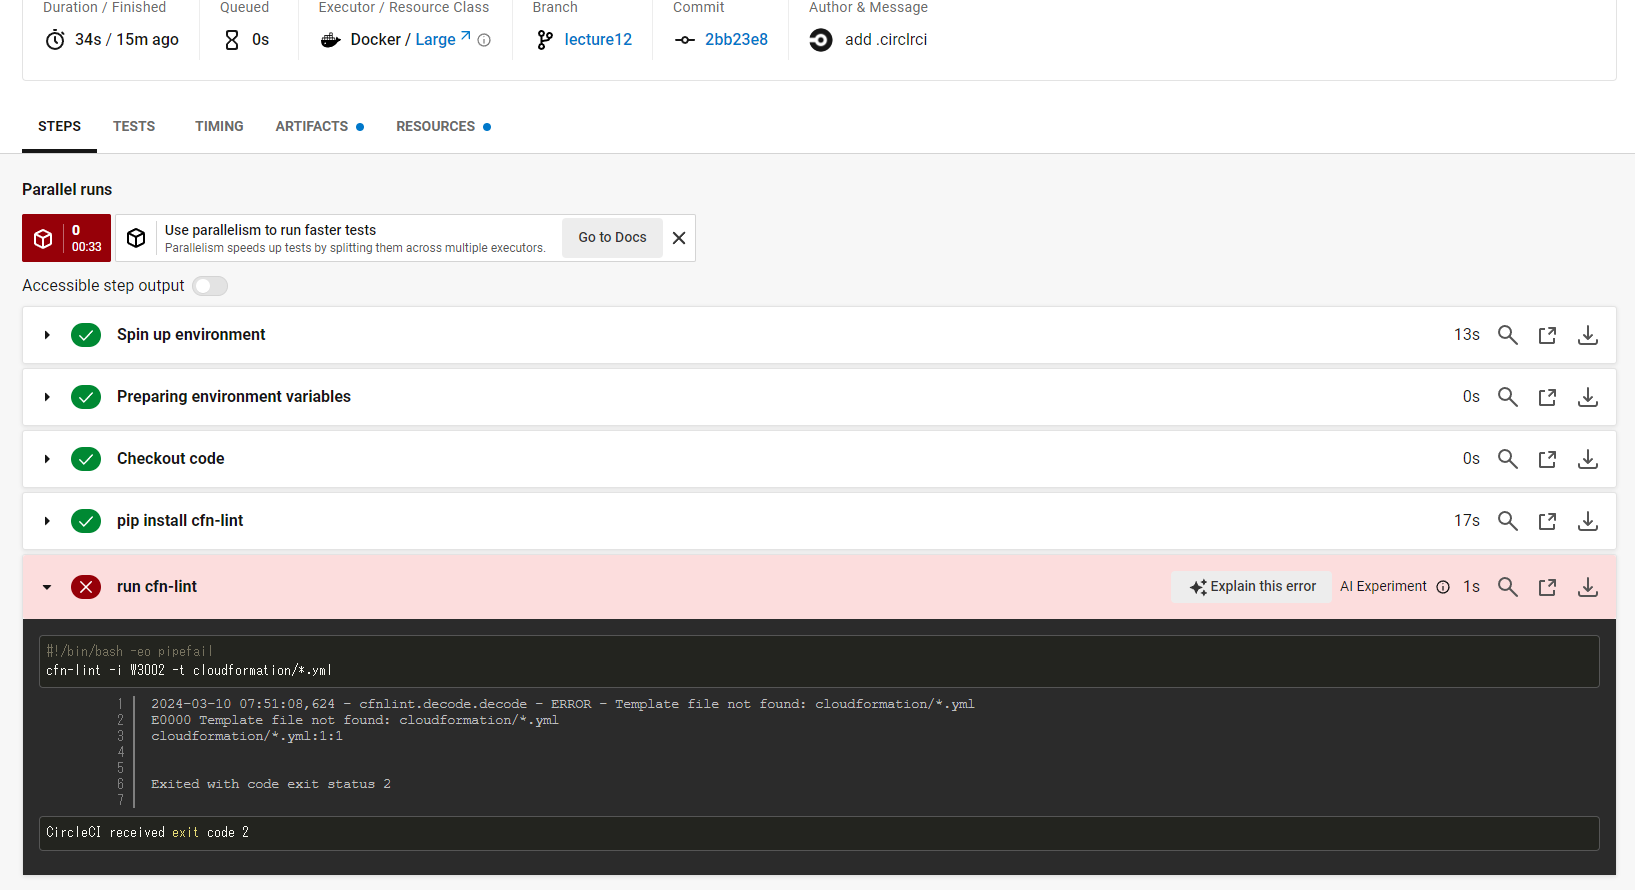 Duration / Finished
Queued
Executor / Resource Class
Branch
Commit
Author & Message
34s / 15m ago
0s
Docker / Large
lecture12
2bb23e8
add .circlrci
STEPS
TESTS
TIMING
ARTIFACTS
RESOURCES
Parallel runs
0
00:33
Use parallelism to run faster tests
Parallelism speeds up tests by splitting them across multiple executors.
Go to Docs
Accessible step output
Spin up environment
13s
Preparing environment variables
0s
Checkout code
0s
pip install cfn-lint
17s
run cfn-lint
Explain this error
AI Experiment
1s
#!/bin/bash -eo pipefail
cfn-lint -i W3002 -t cloudformation/*.yml
1 2024-03-10 07:51:08,624 - cfnlint.decode.decode - ERROR - Template file not found: cloudformation/*.yml
2 E0000 Template file not found: cloudformation/*.yml
3 cloudformation/*.yml:1:1
4
5
6 Exited with code exit status 2
7
CircleCI received exit code 2